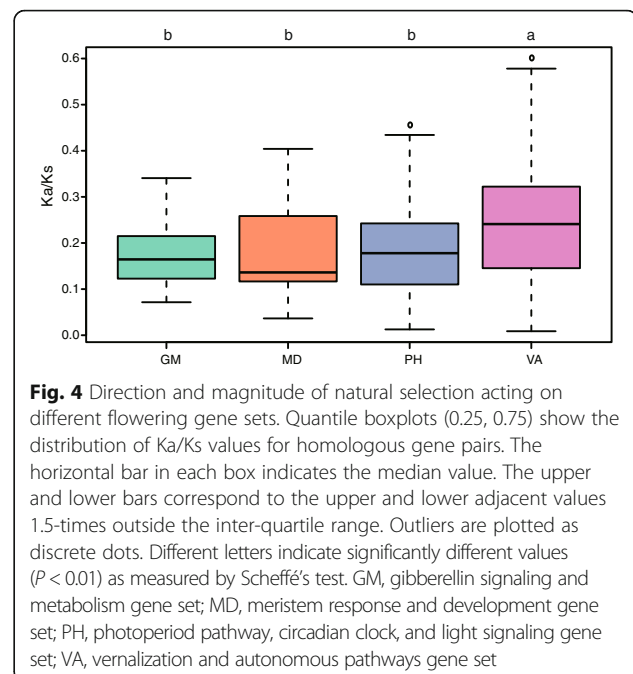 b b b a
0.6
0.5
0.4
0.3
0.2
0.1
0.0
Ka/Ks
GM MD PH VA
Fig. 4 Direction and magnitude of natural selection acting on
different flowering gene sets. Quantile boxplots (0.25, 0.75) show the
distribution of Ka/Ks values for homologous gene pairs. The
horizontal bar in each box indicates the median value. The upper
and lower bars correspond to the upper and lower adjacent values
1.5-times outside the inter-quartile range. Outliers are plotted as
discrete dots. Different letters indicate significantly different values
(P < 0.01) as measured by Scheffé's test. GM, gibberellin signaling and
metabolism gene set; MD, meristem response and development gene
set; PH, photoperiod pathway, circadian clock, and light signaling gene
set; VA, vernalization and autonomous pathways gene set